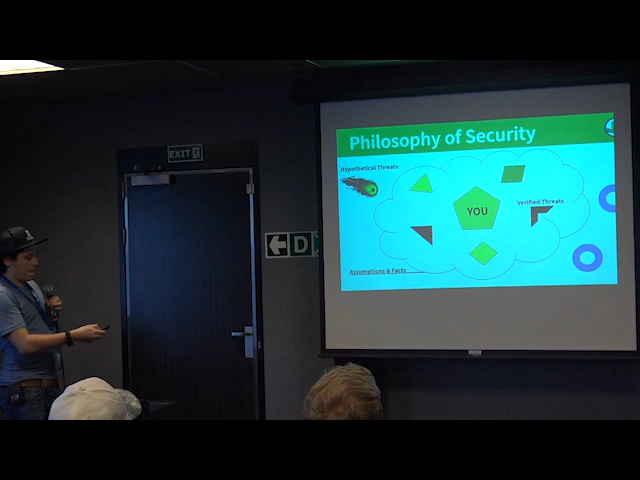 EXIT
D
Philosophy of Security
Hypothetical Threats
YOU
Verified Threats
Assumptions & Facts